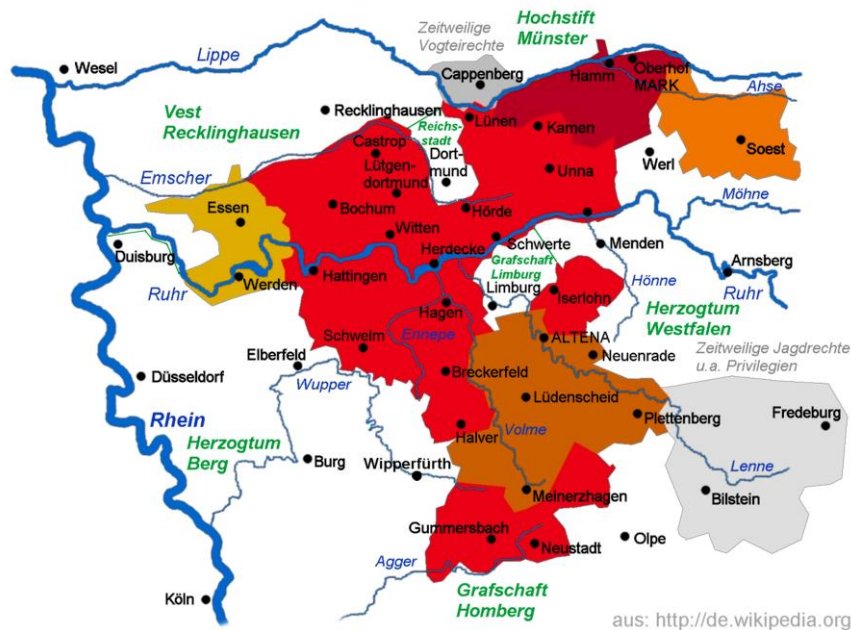 Zeitweilige
Vogteirechte
Hochstift
Münster
Lippe
Wesel
Cappenberg
Hamm
Oberhof
MARK
Ahse
Vest
Recklinghausen
Recklinghausen
Reichs-
stadt
Lünen
Kamen
Castrop
Lütgen-
dortmund
Dort-
mund
Werl
Soest
Unna
Emscher
Möhne
Essen
Bochum
Hörde
Witten
Schwerte
Menden
Duisburg
Herdecke
Grafschaft
Limburg
Arnsberg
Ruhr
Werden
Hattingen
Limburg
Hönne
Ruhr
Iserlohn
Hagen
Herzogtum
Westfalen
Ennepe
Schwelm
ALTENA
Neuenrade
Zeitweilige Jagdrechte
u.a. Privilegien
Elberfeld
Wupper
Düsseldorf
Breckerfeld
Lüdenscheid
Plettenberg
Fredeburg
Rhein
Herzogtum
Berg
Halver
Volme
Burg
Wipperfürth
Lenne
Meinerzhagen
Bilstein
Gummersbach
Neustadt
Olpe
Agger
Grafschaft
Homberg
Köln
aus: http://de.wikipedia.org